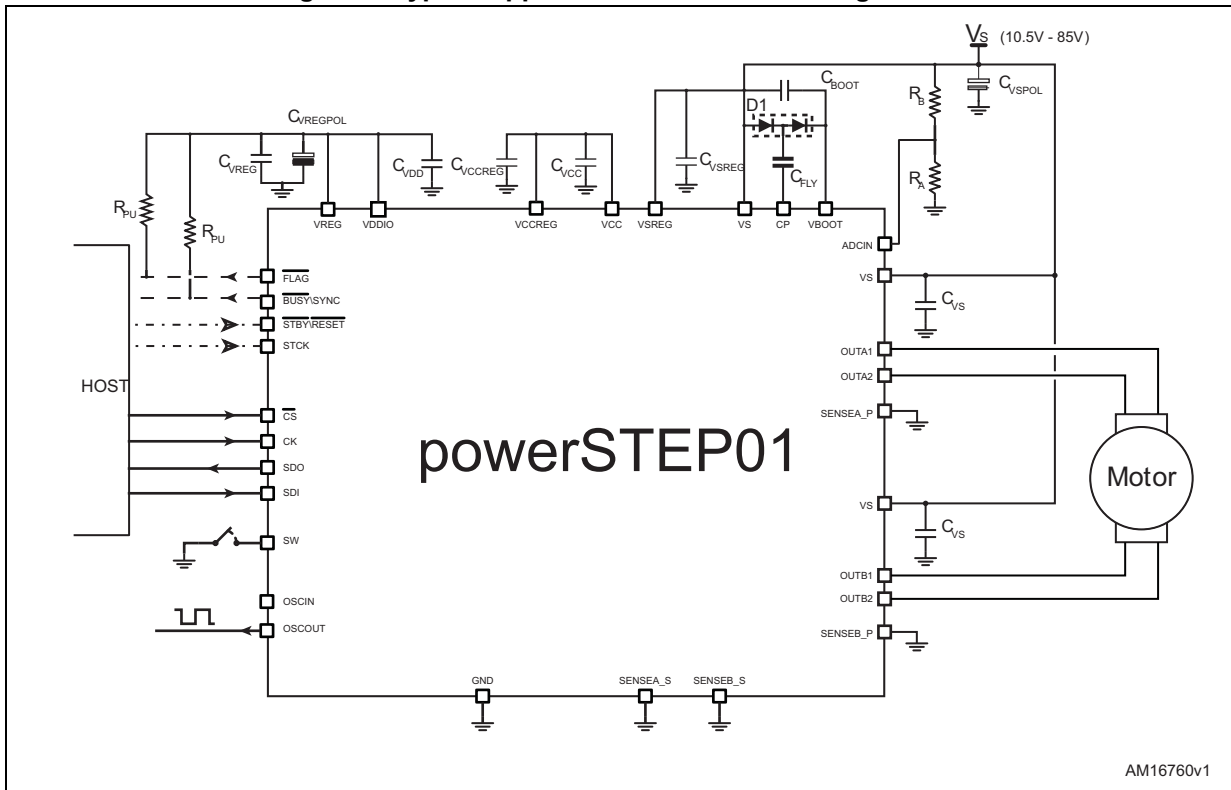 VS (10.5V - 85V)
CVSPOL
CBOOT
RB
D1
CVREGPOL
CVREG
CVDD
CVCCREG
CVCC
CVSREG
CFLY
RA
RPU
RPU
VREG
VDDIO
VCCREG
VCC
VSREG
VS
CP
VBOOT
ADCIN
FLAG
VS
BUSY\SYNC
CVS
STBY\RESET
STCK
OUTA1
HOST
OUTA2
CS
SENSEA_P
CK
powerSTEP01
SDO
Motor
SDI
VS
SW
CVS
OUTB1
OSCIN
OUTB2
OSCOUT
SENSEB_P
GND
SENSEA_S
SENSEB_S
AM16760v1